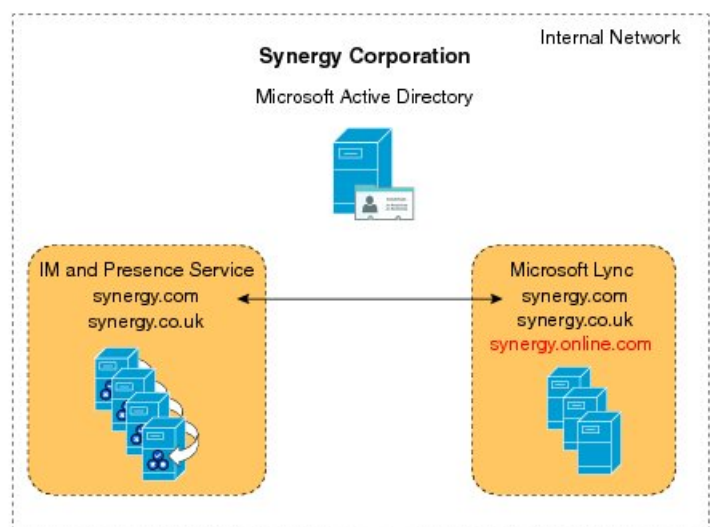 Internal Network
Synergy Corporation
Microsoft Active Directory
IM and Presence Service
synergy.com
synergy.co.uk
Microsoft Lync
synergy.com
synergy.co.uk
synergy.online.com